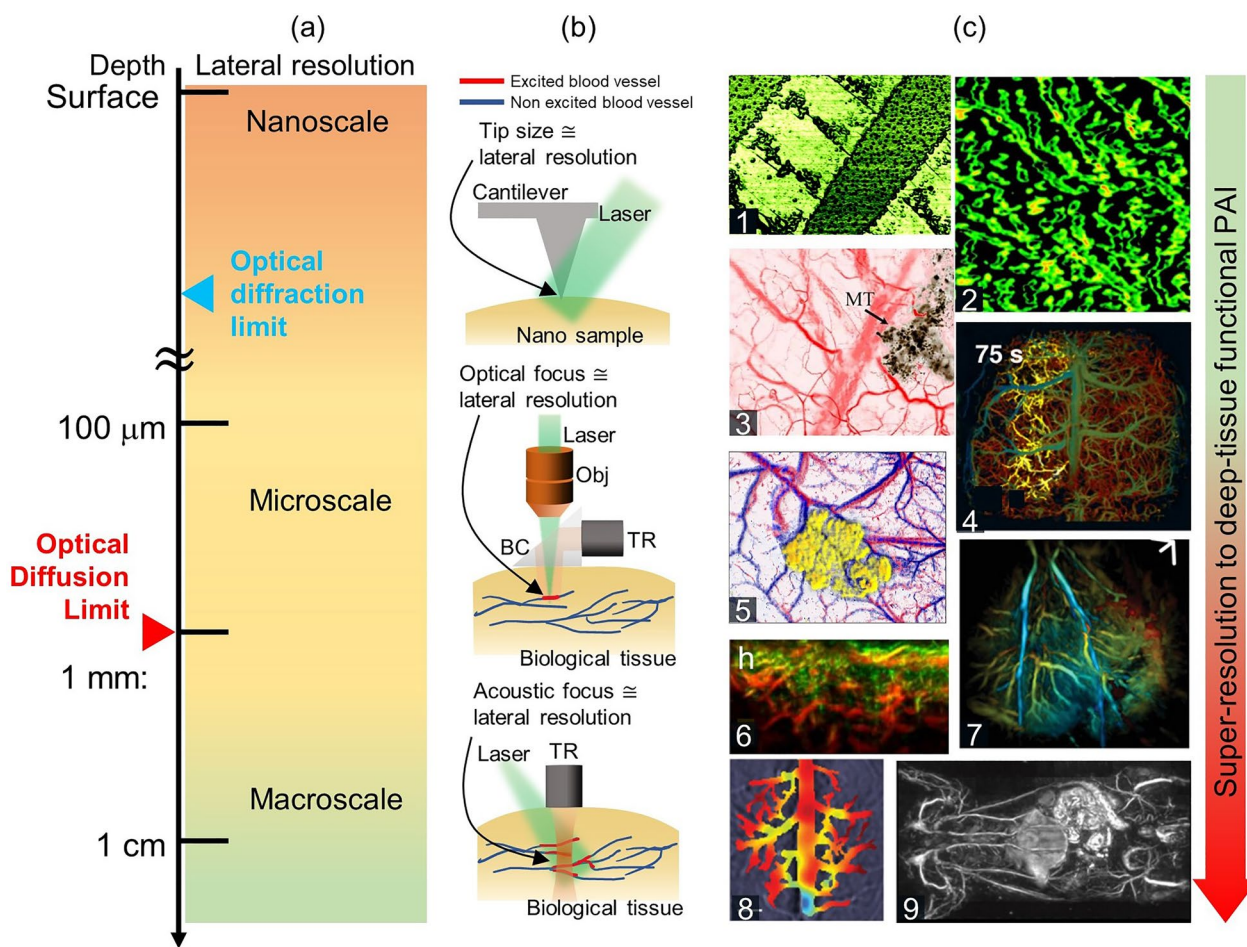 (a)
Depth
Lateral resolution
Surface
Nanoscale
Optical
diffraction
limit
100 μm
Microscale
Optical
Diffusion
Limit
1 mm:
Macroscale
1 cm
(b)
Excited blood vessel
Non excited blood vessel
Tip size ≅
lateral resolution
Cantilever
Laser
Nano sample
Optical focus ≅
lateral resolution
Laser
Obj
BC
TR
Biological tissue
Acoustic focus ≅
lateral resolution
TR
Laser
Biological tissue
(c)
1
2
MT
3
75 s
4
5
h
6
7
8
9
Super-resolution to deep-tissue functional PAI